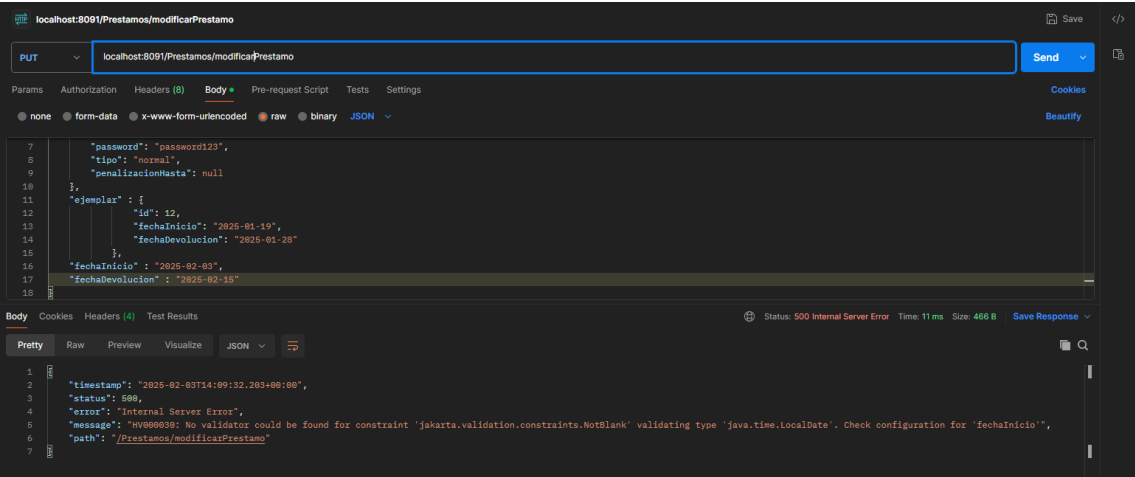 HTTP localhost:8091/Prestamos/modificarPrestamo Save </>
PUT localhost:8091/Prestamos/modificarPrestamo Send
Params Authorization Headers (8) Body Pre-request Script Tests Settings Cookies
none form-data x-www-form-urlencoded raw binary JSON Beautify
7 "password": "password123",
8 "tipo": "normal",
9 "penalizacionHasta": null
10 },
11 "ejemplar" : {
12 "id": 12,
13 "fechaInicio": "2025-01-19",
14 "fechaDevolucion": "2025-01-28"
15 },
16 "fechaInicio" : "2025-02-03",
17 "fechaDevolucion" : "2025-02-15"
18 }
Body Cookies Headers (4) Test Results Status: 500 Internal Server Error Time: 11 ms Size: 466 B Save Response
Pretty Raw Preview Visualize JSON
1 {
2 "timestamp": "2025-02-03T14:09:32.203+00:00",
3 "status": 500,
4 "error": "Internal Server Error",
5 "message": "HV000030: No validator could be found for constraint 'jakarta.validation.constraints.NotBlank' validating type 'java.time.LocalDate'. Check configuration for 'fechaInicio'",
6 "path": "/Prestamos/modificarPrestamo"
7 }